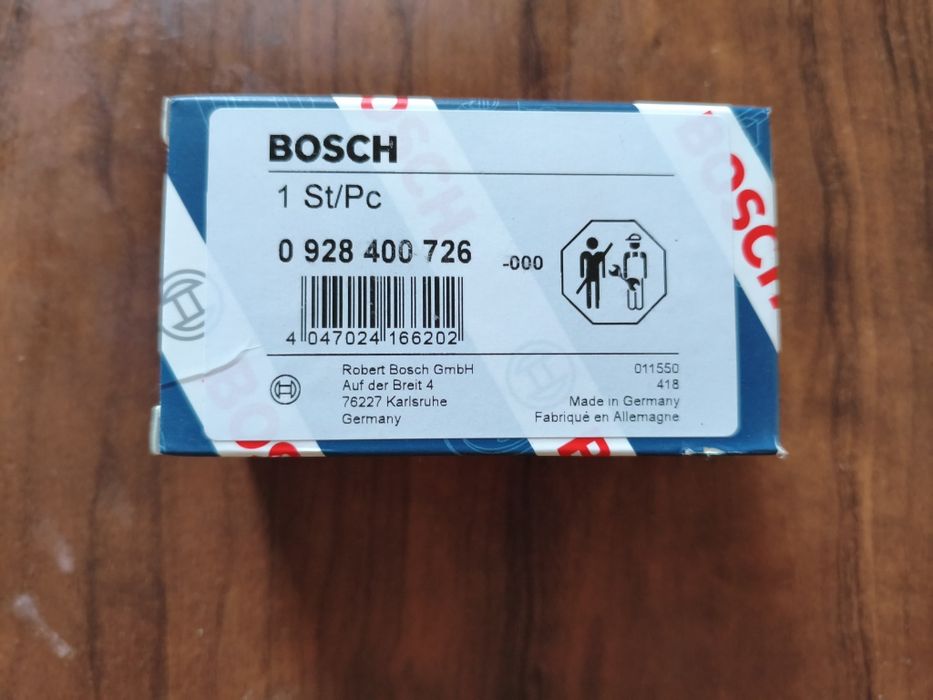 BOSCH
1 St/Pc
0 928 400 726 -000
4 047024 166202
Robert Bosch GmbH
Auf der Breit 4
76227 Karlsruhe
Germany
011550
418
Made in Germany
Fabriqué en Allemagne
BOSCH